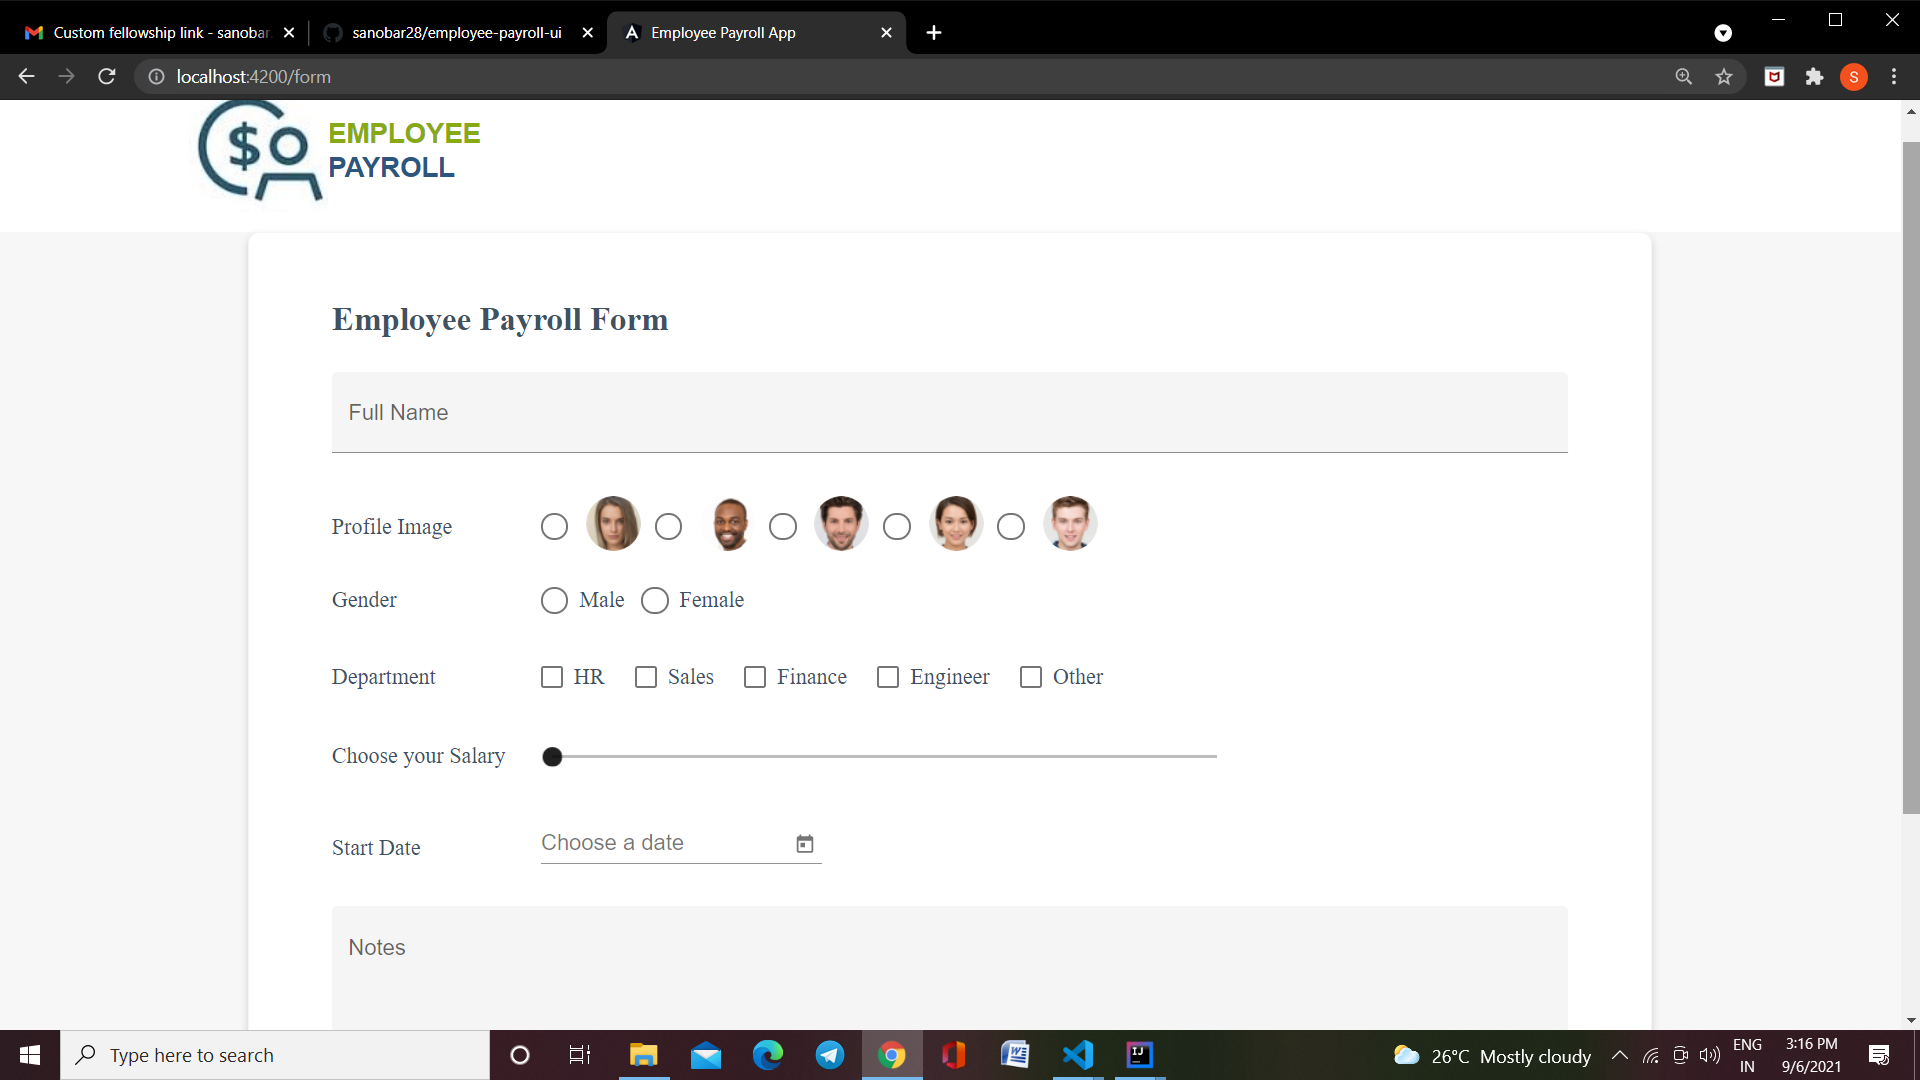 Custom fellowship link - sanobar
sanobar28/employee-payroll-ui
Employee Payroll App
localhost:4200/form
S
EMPLOYEE
PAYROLL
Employee Payroll Form
Full Name
Profile Image
Gender Male Female
Department HR Sales Finance Engineer Other
Choose your Salary
Start Date Choose a date
Notes
Type here to search
26°C Mostly cloudy
ENG
IN
3:16 PM
9/6/2021